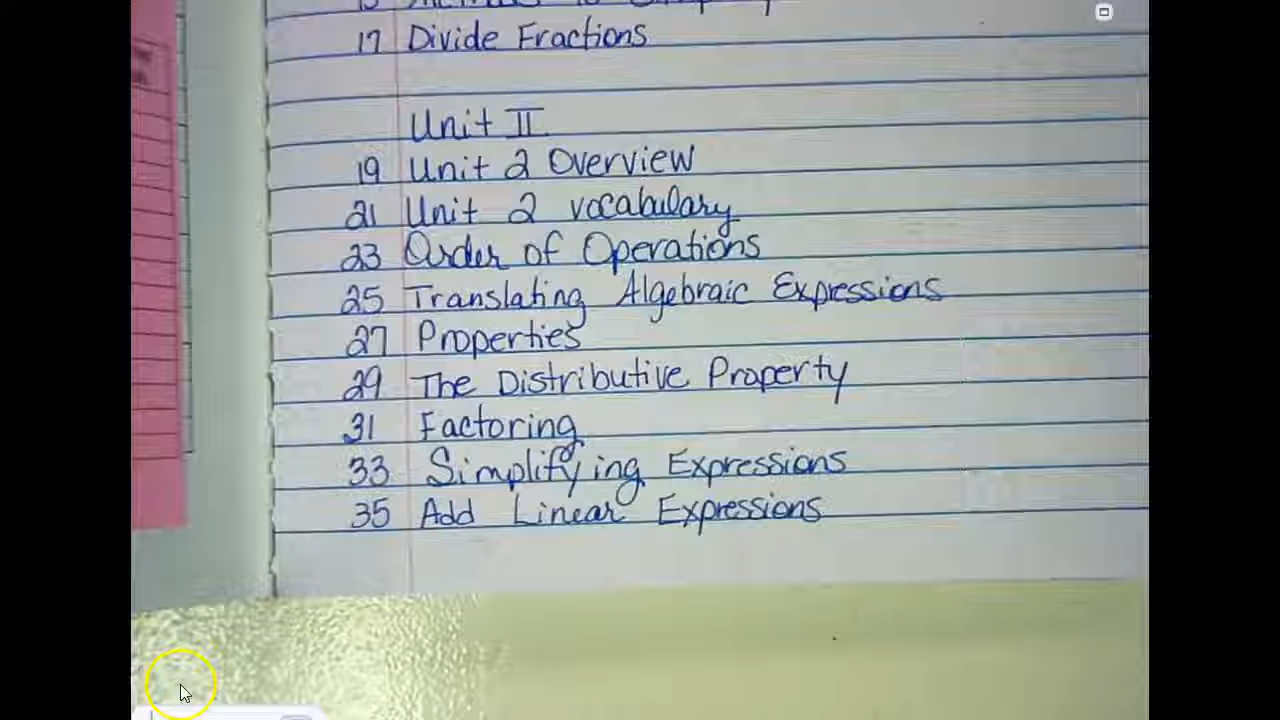 17 Divide Fractions
Unit II
19 Unit 2 Overview
21 Unit 2 vocabulary
23 Order of Operations
25 Translating Algebraic Expressions
27 Properties
29 The Distributive Property
31 Factoring
33 Simplifying Expressions
35 Add Linear Expressions